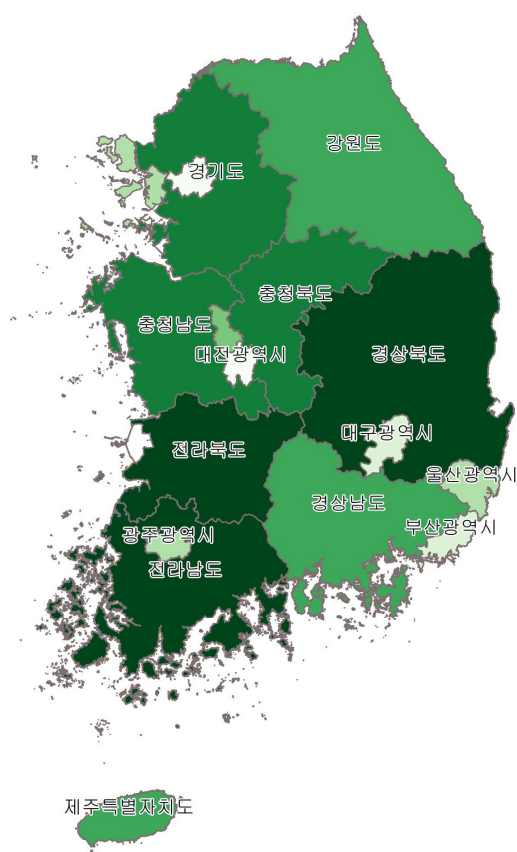 강원도
경기도
충청북도
충청남도
대전광역시
경상북도
대구광역시
전라북도
울산광역시
경상남도
부산광역시
광주광역시
전라남도
제주특별자치도